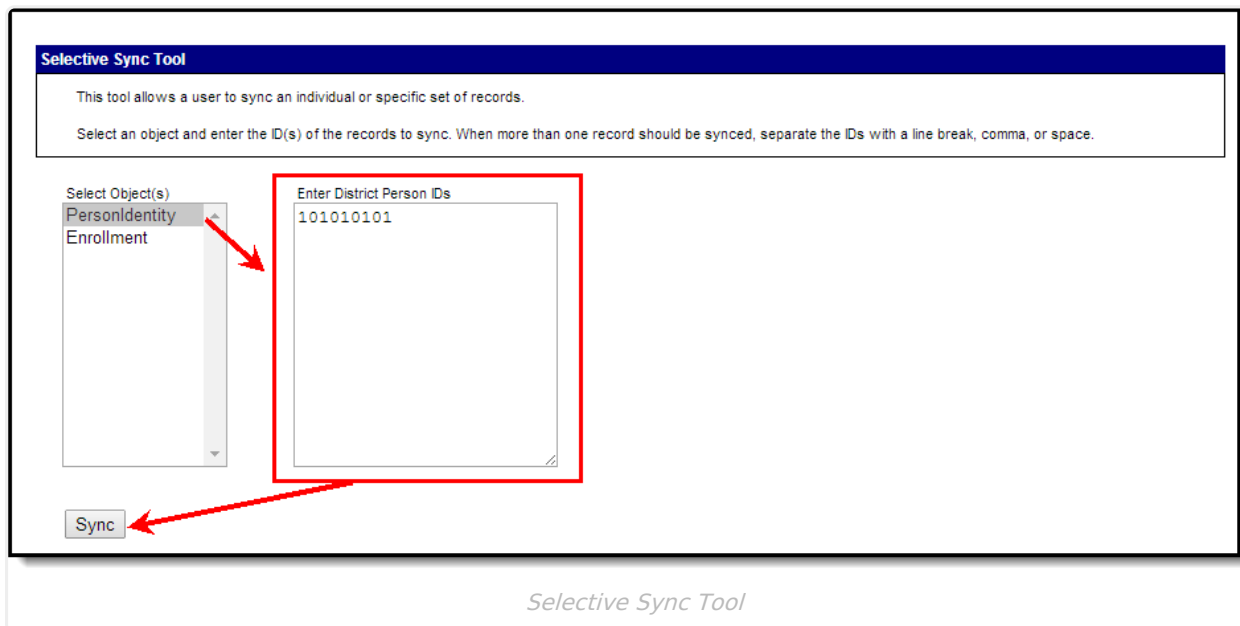 Selective Sync Tool
This tool allows a user to sync an individual or specific set of records.
Select an object and enter the ID(s) of the records to sync. When more than one record should be synced, separate the IDs with a line break, comma, or space.
Select Object(s)
PersonIdentity
Enrollment
Enter District Person IDs
101010101
Sync
Selective Sync Tool